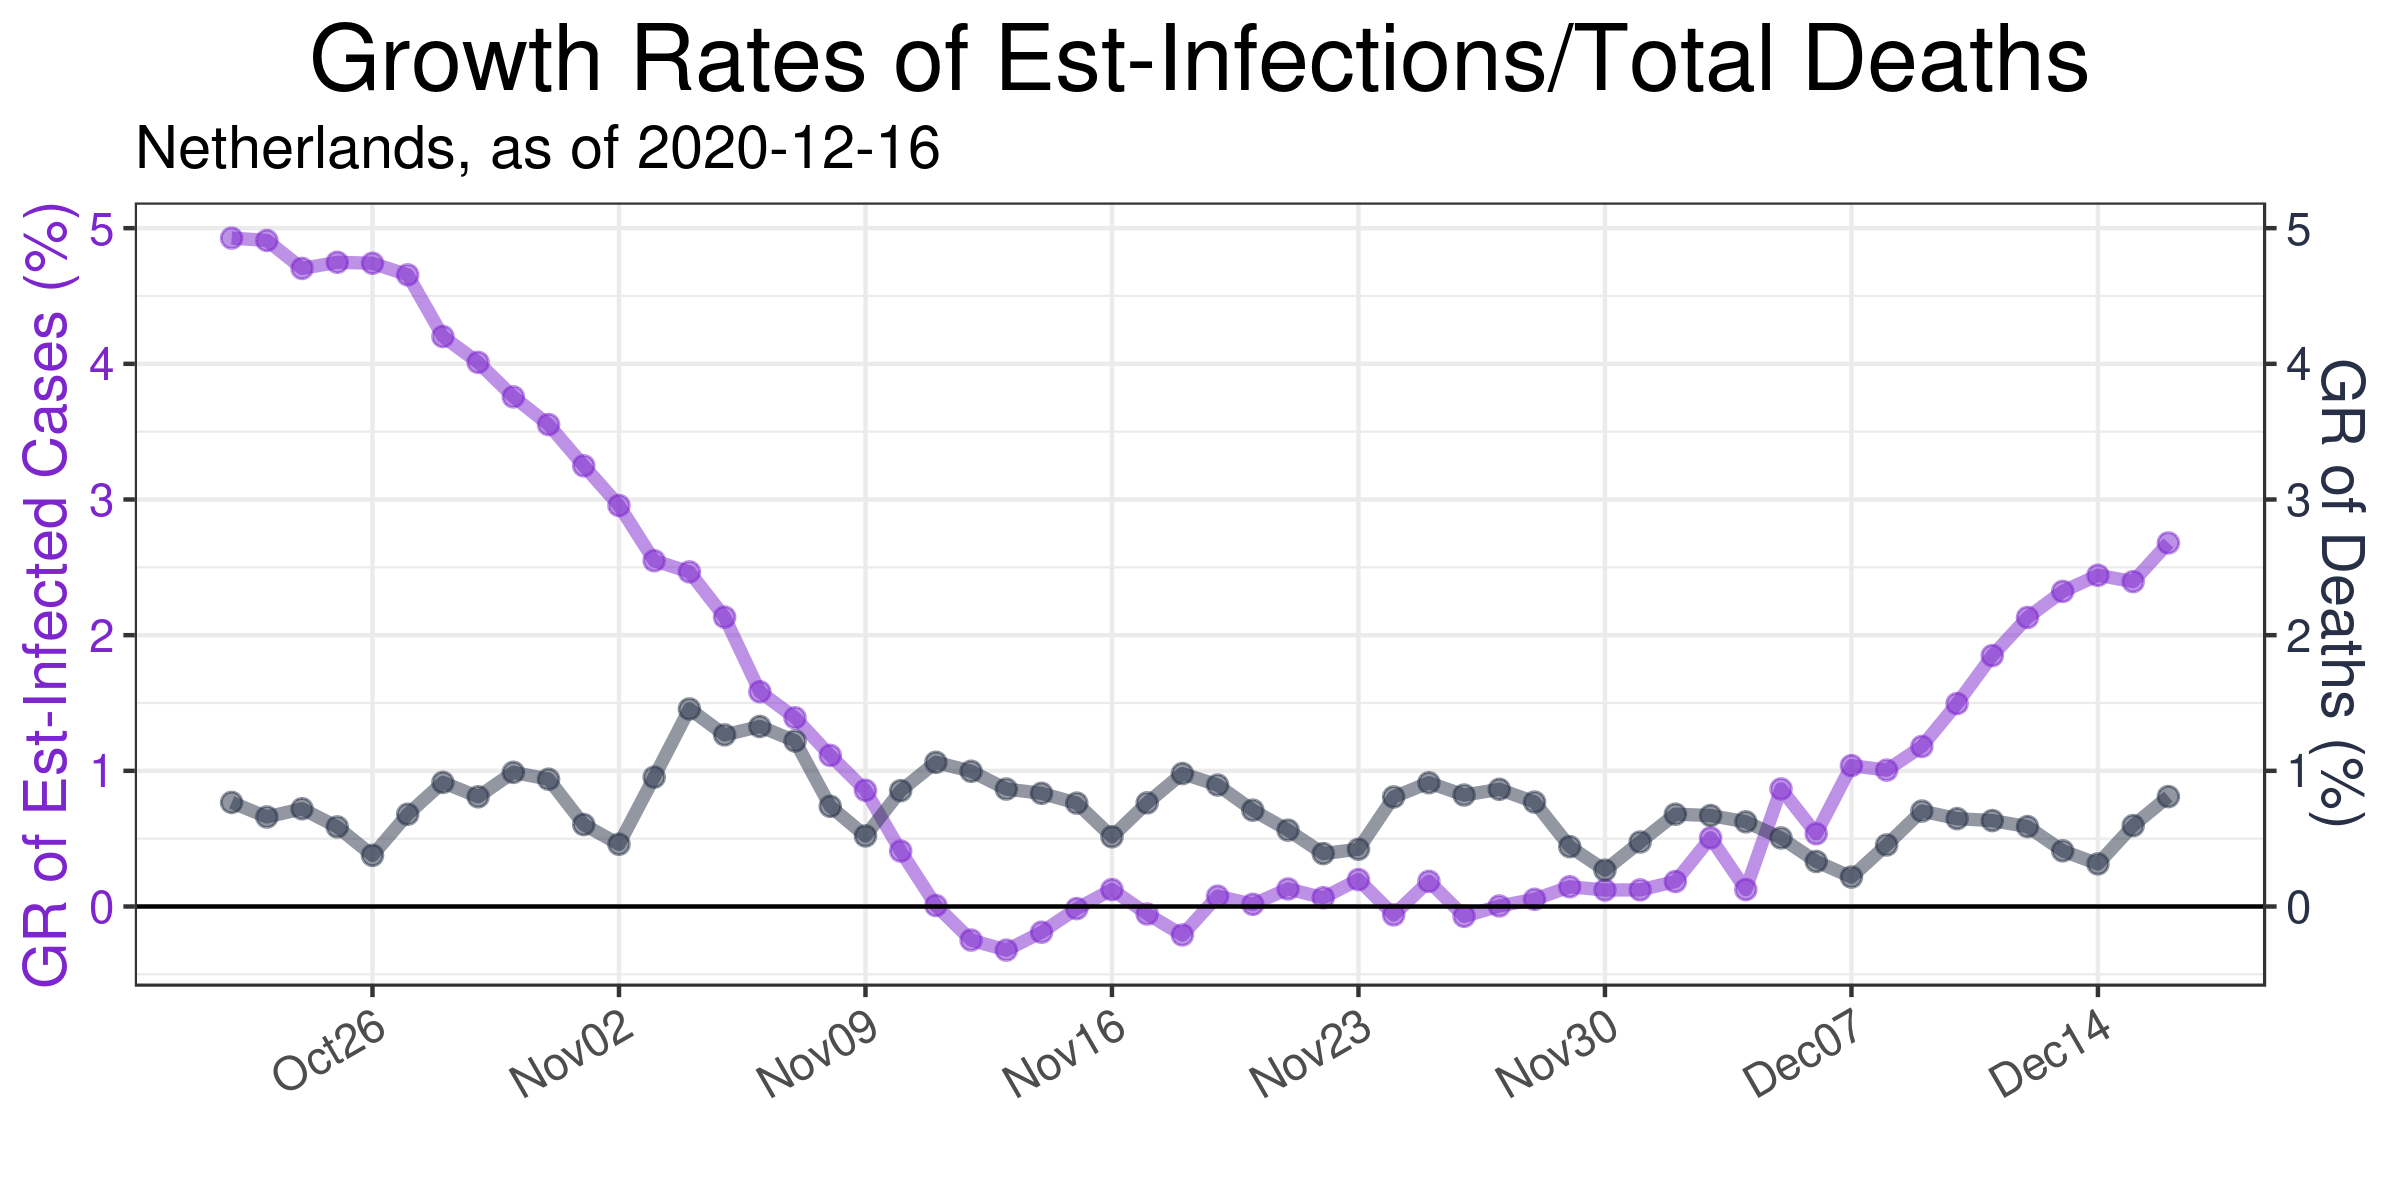 Growth Rates of Est-Infections/Total Deaths
Netherlands, as of 2020-12-16
GR of Est-Infected Cases (%)
5
4
3
2
1
0
5
4
3
2
1
0
GR of Deaths (%)
Oct26
Nov02
Nov09
Nov16
Nov23
Nov30
Dec07
Dec14